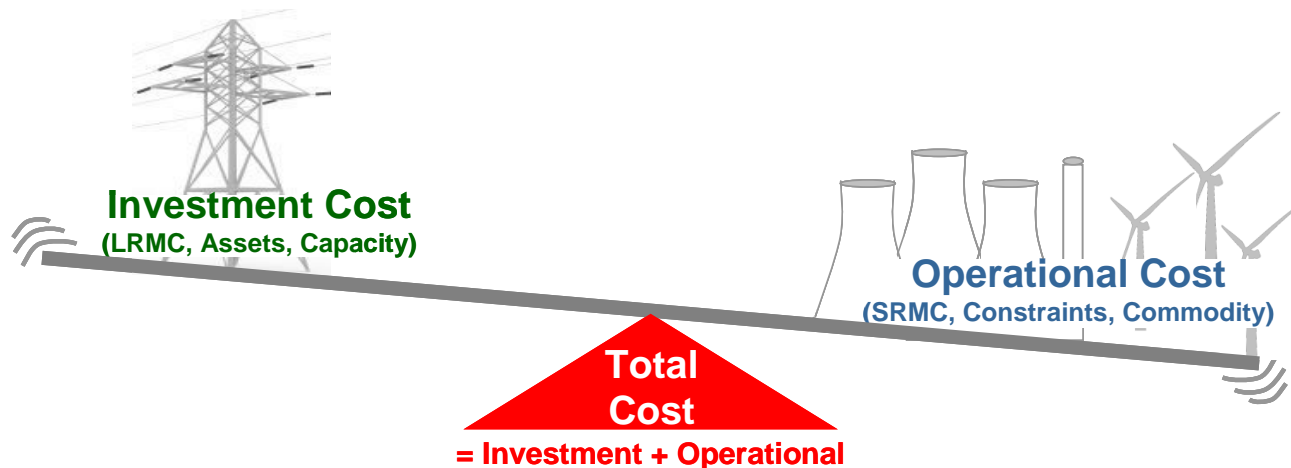 Investment Cost
(LRMC, Assets, Capacity)
Operational Cost
(SRMC, Constraints, Commodity)
Total
Cost
= Investment + Operational